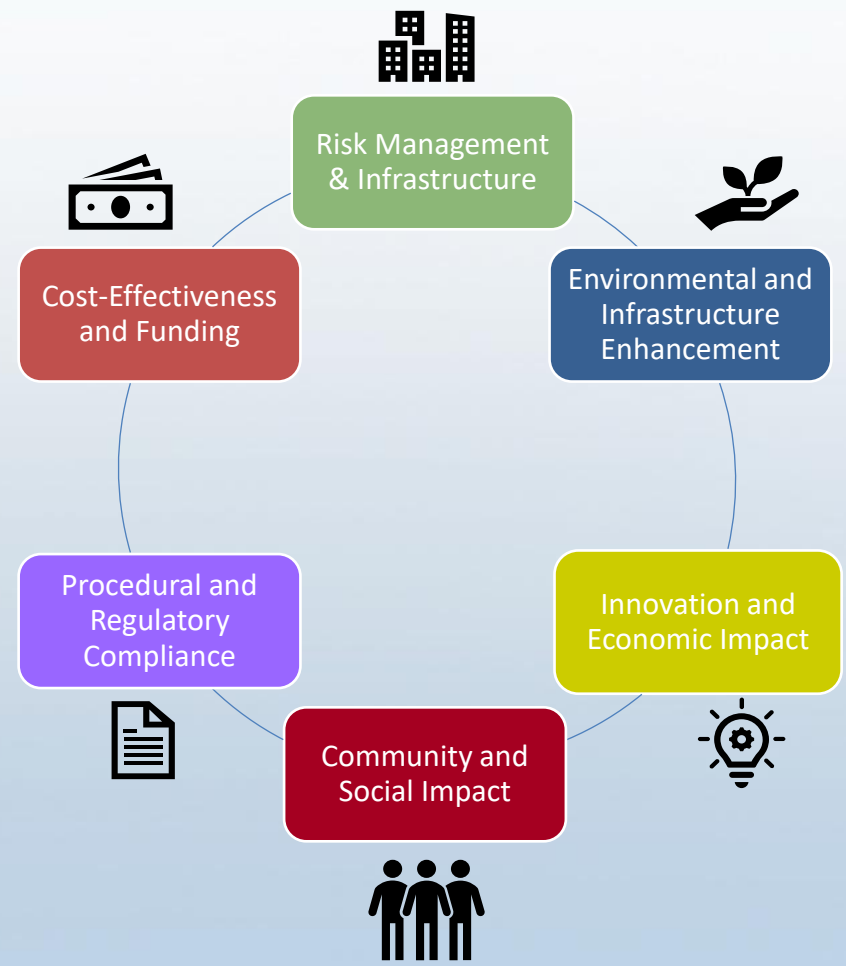 Risk Management
& Infrastructure
Cost-Effectiveness
and Funding
Environmental and
Infrastructure
Enhancement
Procedural and
Regulatory
Compliance
Innovation and
Economic Impact
Community and
Social Impact